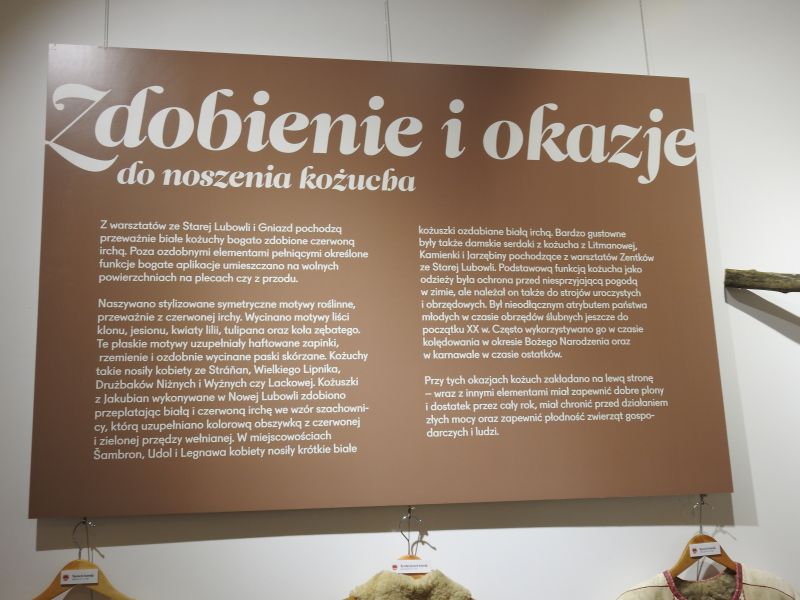 Zdobienie i okazje
do noszenia kożucha
Z warsztatów ze Starej Lubowli i Gniazd pochodzą
przeważnie białe kożuchy bogato zdobione czerwoną
irchą. Poza ozdobnymi elementami pełniącymi określone
funkcje bogate aplikacje umieszczano na wolnych
powierzchniach na plecach czy z przodu.
Naszywano stylizowane symetryczne motywy roślinne,
przeważnie z czerwonej irchy. Wycinano motywy liści
klonu, jesionu, kwiaty lilii, tulipana oraz koła zębatego.
Te płaskie motywy uzupełniały haftowane zapinki,
rzemienie i ozdobnie wycinane paski skórzane. Kożuchy
takie nosiły kobiety ze Stráňan, Wielkiego Lipnika,
Drużbaków Niżnych i Wyżnych czy Lackowej. Kożuszki
z Jakubian wykonywane w Nowej Lubowli zdobiono
przeplatając białą i czerwoną irchę we wzór szachowni-
cy, którą uzupełniano kolorową obszywką z czerwonej
i zielonej przędzy wełnianej. W miejscowościach
Šambron, Udol i Legnawa kobiety nosiły krótkie białe
kożuszki ozdabiane białą irchą. Bardzo gustowne
były także damskie serdaki z kożucha z Litmanowej,
Kamienki i Jarzębiny pochodzące z warsztatów Zentków
ze Starej Lubowli. Podstawową funkcją kożucha jako
odzieży była ochrona przed niesprzyjającą pogodą
w zimie, ale należał on także do strojów uroczystych
i obrzędowych. Był nieodłącznym atrybutem państwa
młodych w czasie obrzędów ślubnych jeszcze do
początku XX w. Często wykorzystywano go w czasie
kolędowania w okresie Bożego Narodzenia oraz
w karnawale w czasie ostatków.
Przy tych okazjach kożuch zakładano na lewą stronę
– wraz z innymi elementami miał zapewnić dobre plony
i dostatek przez cały rok, miał chronić przed działaniem
złych mocy oraz zapewnić płodność zwierząt gospo-
darczych i ludzi.